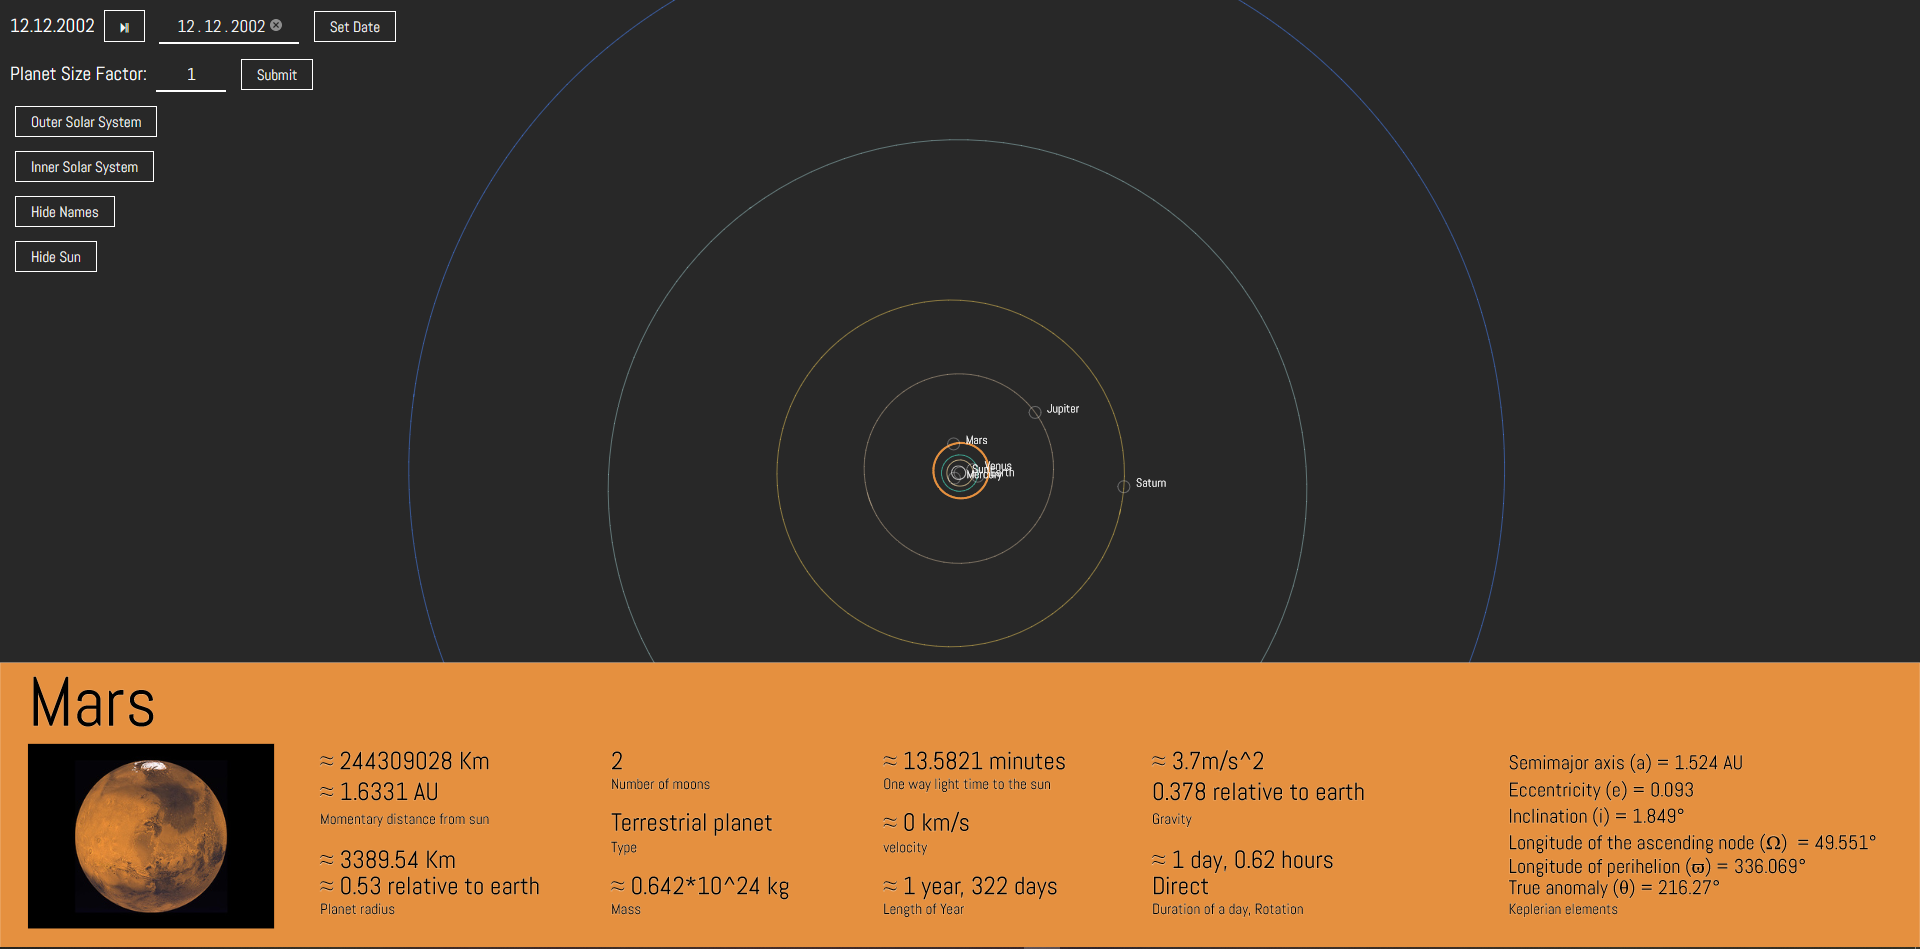 12.12.2002
12.12.2002
Set Date
Planet Size Factor: 1
Submit
Outer Solar System
Inner Solar System
Hide Names
Hide Sun
Jupiter
Mars
Venus
Sun
Earth
Mercury
Saturn
Mars
≈ 244309028 Km
≈ 1.6331 AU
Momentary distance from sun
≈ 3389.54 Km
≈ 0.53 relative to earth
Planet radius
2
Number of moons
Terrestrial planet
Type
≈ 0.642*10^24 kg
Mass
≈ 13.5821 minutes
One way light time to the sun
≈ 0 km/s
velocity
≈ 1 year, 322 days
Length of Year
≈ 3.7m/s^2
0.378 relative to earth
Gravity
≈ 1 day, 0.62 hours
Direct
Duration of a day, Rotation
Semimajor axis (a) = 1.524 AU
Eccentricity (e) = 0.093
Inclination (i) = 1.849°
Longitude of the ascending node (Ω) = 49.551°
Longitude of perihelion (ϖ) = 336.069°
True anomaly (θ) = 216.27°
Keplerian elements